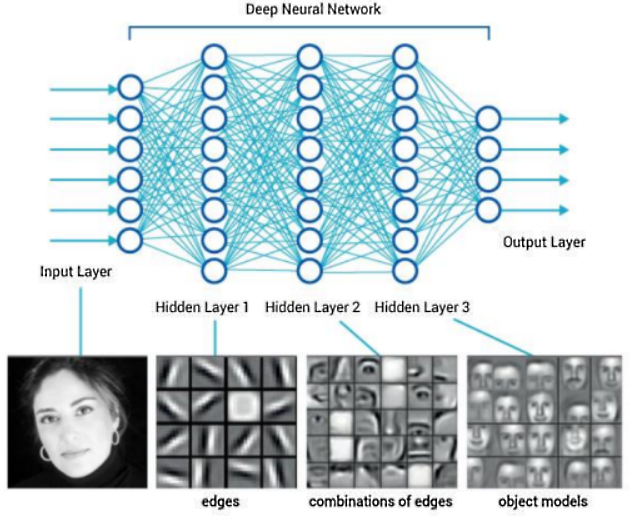 Deep Neural Network
Input Layer
Output Layer
Hidden Layer 1
Hidden Layer 2
Hidden Layer 3
edges
combinations of edges
object models